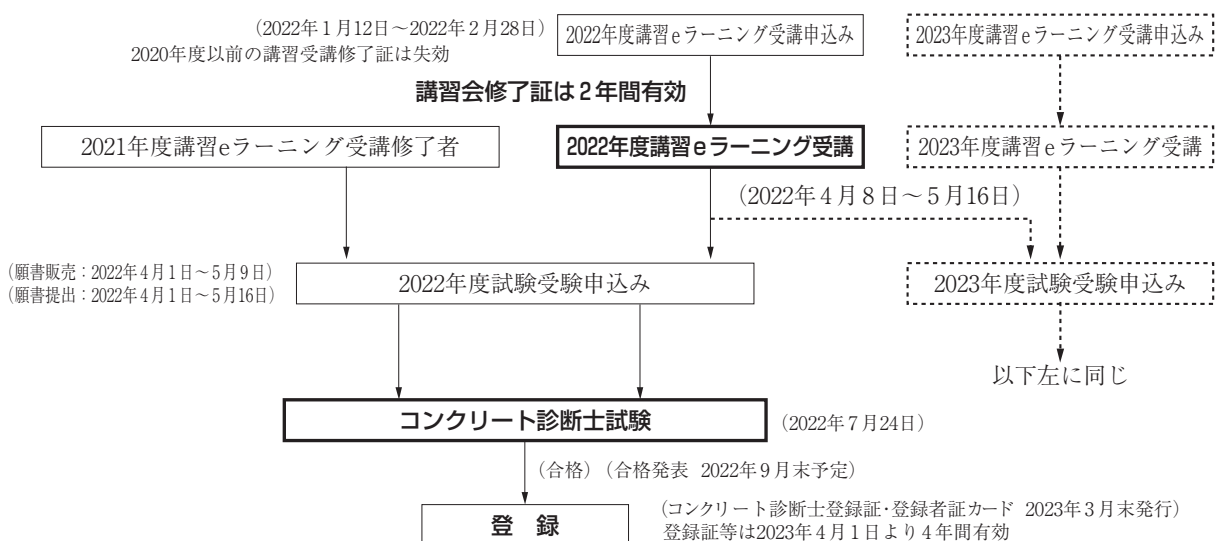 (2022年1月12日〜2022年2月28日)
2022年度講習eラーニング受講申込み
2023年度講習eラーニング受講申込み
2020年度以前の講習受講修了証は失効
講習会修了証は2年間有効
2021年度講習eラーニング受講修了者
2022年度講習eラーニング受講
2023年度講習eラーニング受講
(2022年4月8日〜5月16日)
(願書販売:2022年4月1日〜5月9日)
(願書提出:2022年4月1日〜5月16日)
2022年度試験受験申込み
2023年度試験受験申込み
以下左に同じ
コンクリート診断士試験
(2022年7月24日)
(合格)(合格発表 2022年9月末予定)
登 録
(コンクリート診断士登録証・登録者証カード 2023年3月末発行)
登録証等は2023年4月1日より4年間有効